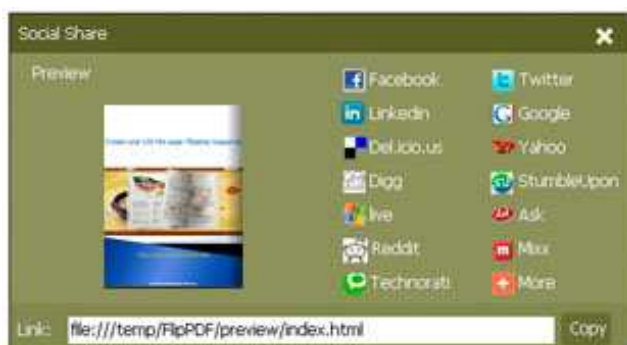 Social Share
Preview
Facebook
Twitter
Linkedin
Google
Del.icio.us
Yahoo
Digg
StumbleUpon
live
Ask
Reddit
Mixx
Technorati
More
Link: file:///temp/FlipPDF/preview/index.html Copy